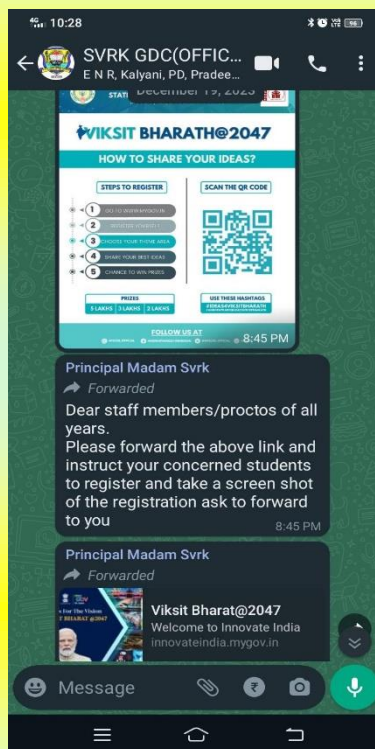 4G 10:28
96
SVRK GDC(OFFIC...
E N R, Kalyani, PD, Pradee...
December 19, 2023
STAT
VIKSIT BHARATH@2047
HOW TO SHARE YOUR IDEAS?
STEPS TO REGISTER
SCAN THE QR CODE
1
2
3 CHOOSE YOUR THEME AREA
4 SHARE YOUR BEST IDEAS
5 CHANCE TO WIN PRIZES
PRIZES
5 LAKHS 3 LAKHS 2 LAKHS
USE THESE HASHTAGS
FOLLOW US AT
8:45 PM
Principal Madam Svrk
Forwarded
Dear staff members/proctos of all
years.
Please forward the above link and
instruct your concerned students
to register and take a screen shot
of the registration ask to forward
to you
8:45 PM
Principal Madam Svrk
Forwarded
Viksit Bharat@2047
Welcome to Innovate India
innovateindia.mygov.in
Message